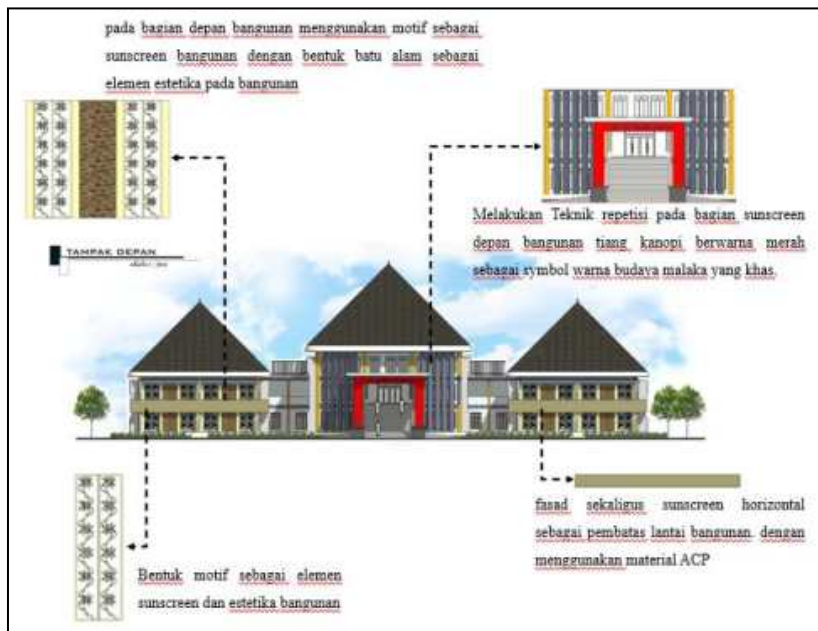 pada bagian depan bangunan menggunakan motif sebagai
sunscreen bangunan dengan bentuk batu alam sebagai
elemen estetika pada bangunan
Melakukan Teknik repetisi pada bagian sunscreen
depan bangunan tiang kanopi berwarna merah
sebagai symbol warna budaya malaka yang khas.
TAMPAK DEPAN
fasad sekaligus sunscreen horizontal
sebagai pembatas lantai bangunan. dengan
menggunakan material ACP
Bentuk motif sebagai elemen
sunscreen dan estetika bangunan